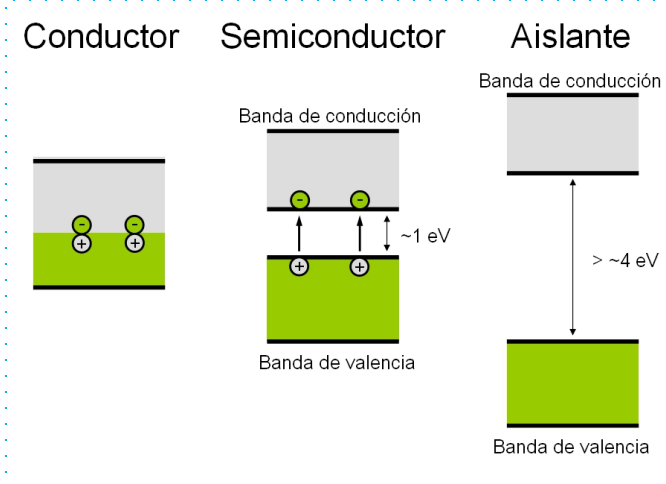 Conductor
Semiconductor
Aislante
Banda de conducción
Banda de conducción
- -
- -
+ +
~1 eV
+ +
> ~4 eV
Banda de valencia
Banda de valencia